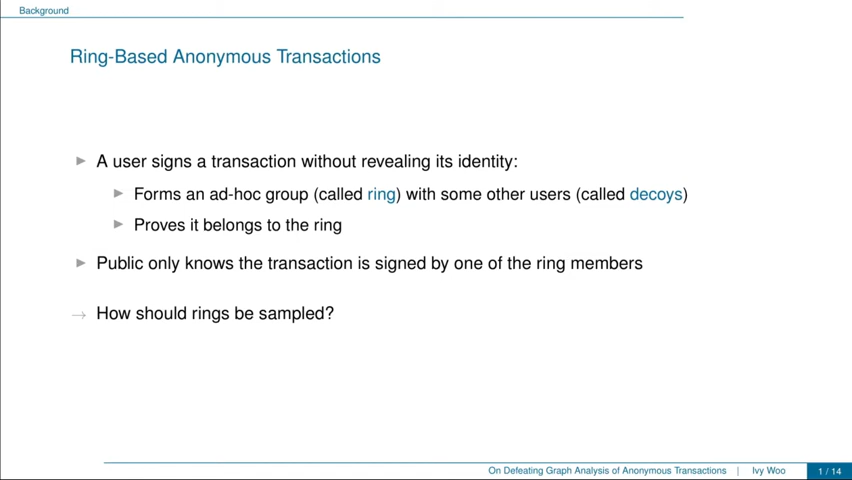 Background
Ring-Based Anonymous Transactions
A user signs a transaction without revealing its identity:
Forms an ad-hoc group (called ring) with some other users (called decoys)
Proves it belongs to the ring
Public only knows the transaction is signed by one of the ring members
→ How should rings be sampled?
On Defeating Graph Analysis of Anonymous Transactions | Ivy Woo 1 / 14